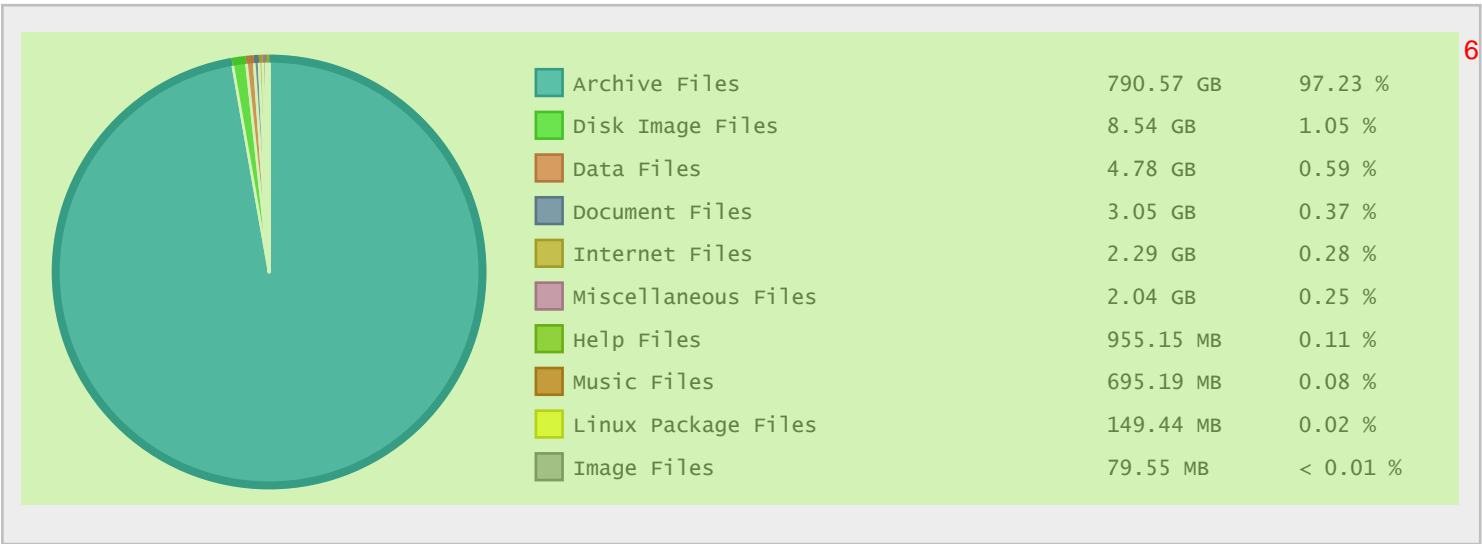 6
Archive Files 790.57 GB 97.23 %
Disk Image Files 8.54 GB 1.05 %
Data Files 4.78 GB 0.59 %
Document Files 3.05 GB 0.37 %
Internet Files 2.29 GB 0.28 %
Miscellaneous Files 2.04 GB 0.25 %
Help Files 955.15 MB 0.11 %
Music Files 695.19 MB 0.08 %
Linux Package Files 149.44 MB 0.02 %
Image Files 79.55 MB < 0.01 %